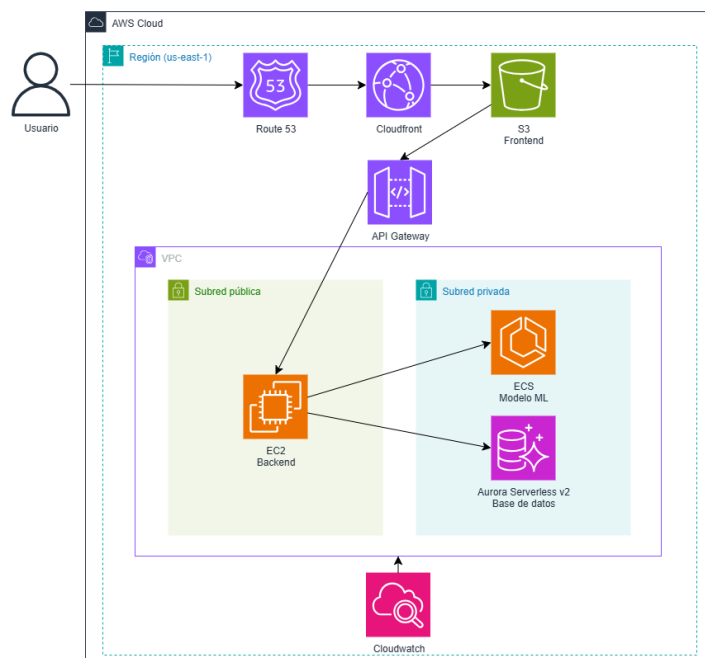 AWS Cloud
Región (us-east-1)
Usuario
53
Route 53
Cloudfront
S3
Frontend
</>
API Gateway
VPC
Subred pública
Subred privada
ECS
Modelo ML
EC2
Backend
Aurora Serverless v2
Base de datos
Cloudwatch